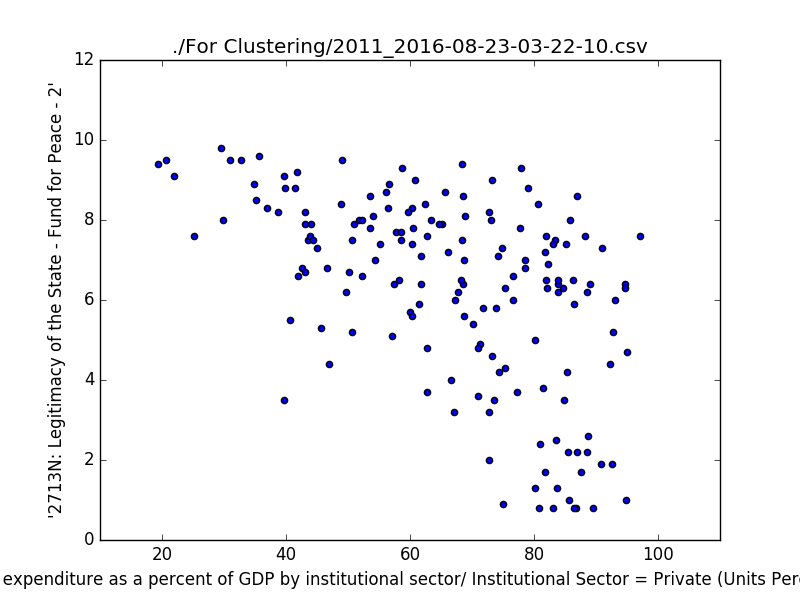 ./For Clustering/2011_2016-08-23-03-22-10.csv
'2713N: Legitimacy of the State - Fund for Peace - 2'
12
10
8
6
4
2
0
20 40 60 80 100
expenditure as a percent of GDP by institutional sector/ Institutional Sector = Private (Units